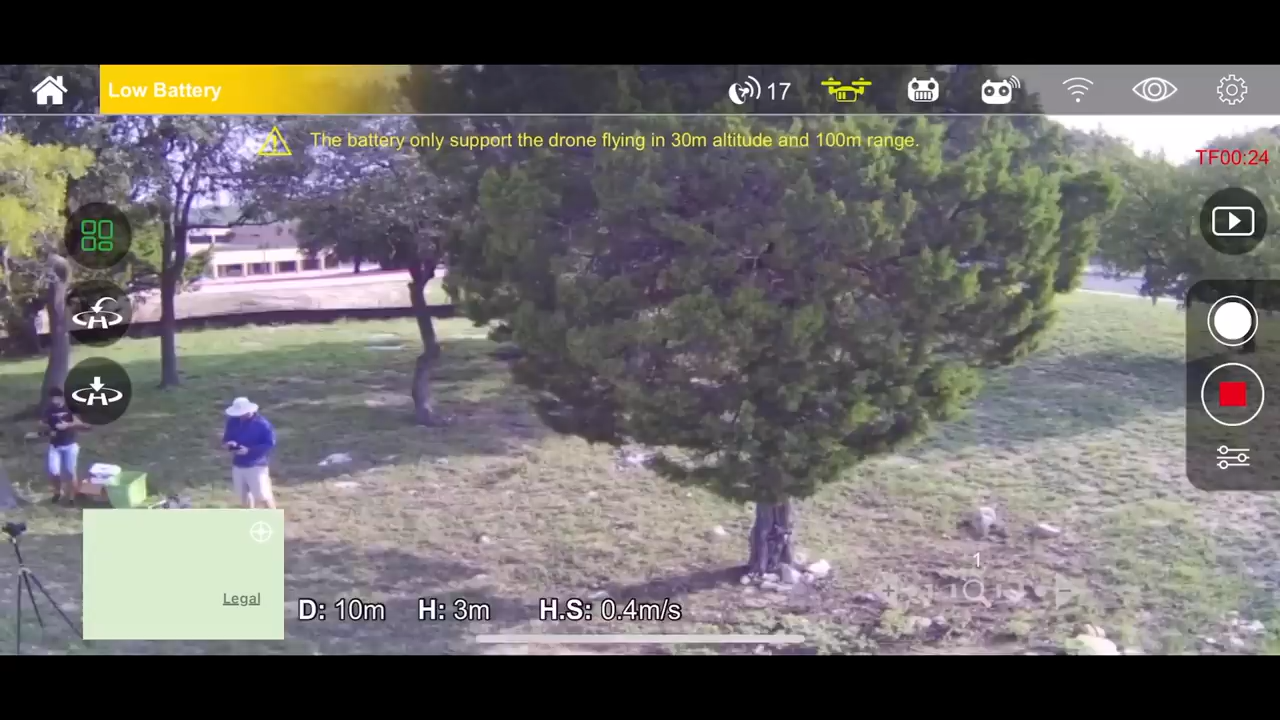 Low Battery
17
The battery only support the drone flying in 30m altitude and 100m range.
TF00:24
1
Legal
D: 10m H: 3m H.S: 0.4m/s